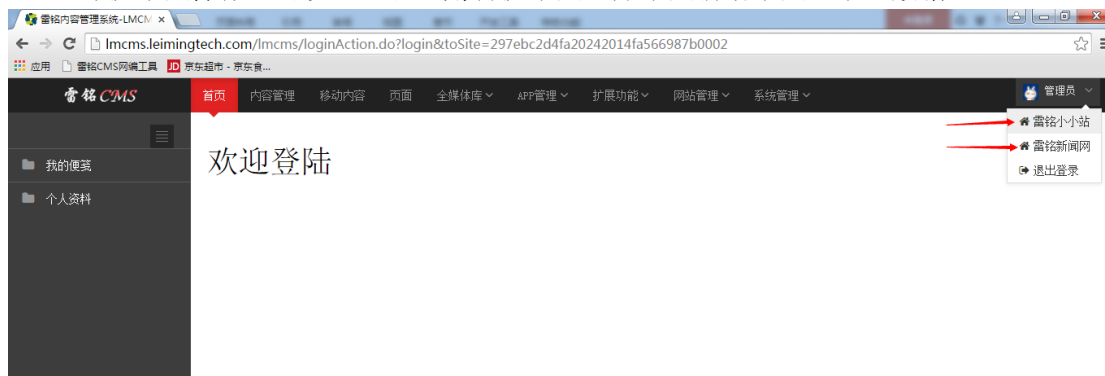 雷铭内容管理系统-LMCM
lmcms.leimingtech.com/lmcms/loginAction.do?login&toSite=297ebc2d4fa20242014fa566987b0002
应用 雷铭CMS网编工具 JD 京东超市 - 京东食...
雷铭CMS 首页 内容管理 移动内容 页面 全媒体库 APP管理 扩展功能 网站管理 系统管理 管理员
雷铭小小站
雷铭新闻网
退出登录
我的便笺
个人资料
欢迎登陆